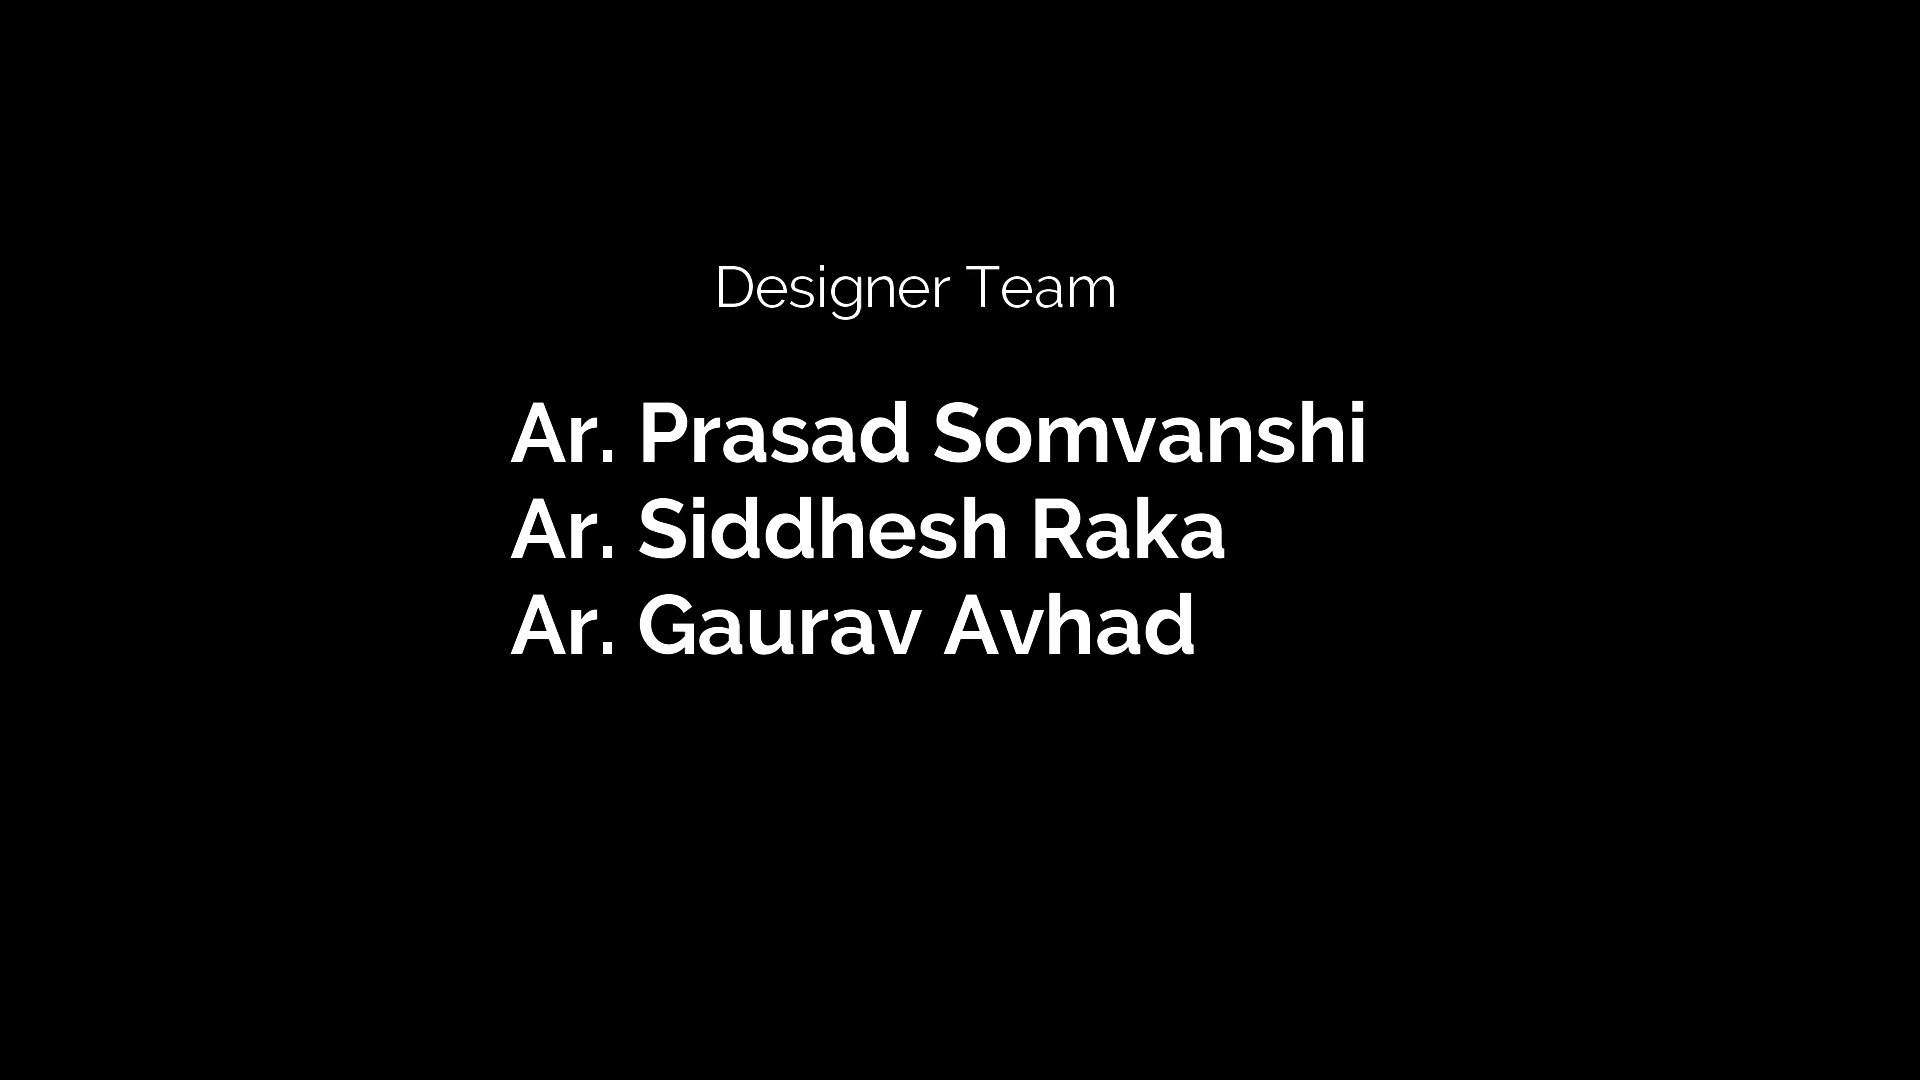 Designer Team
Ar. Prasad Somvanshi
Ar. Siddhesh Raka
Ar. Gaurav Avhad